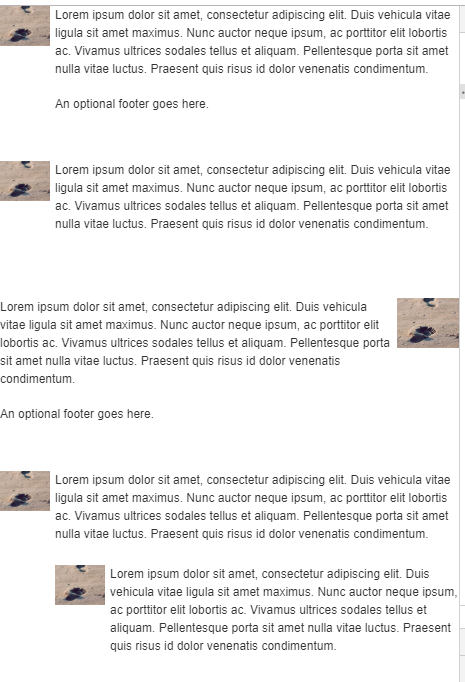 Lorem ipsum dolor sit amet, consectetur adipiscing elit. Duis vehicula vitae
ligula sit amet maximus. Nunc auctor neque ipsum, ac porttitor elit lobortis
ac. Vivamus ultrices sodales tellus et aliquam. Pellentesque porta sit amet
nulla vitae luctus. Praesent quis risus id dolor venenatis condimentum.
An optional footer goes here.
Lorem ipsum dolor sit amet, consectetur adipiscing elit. Duis vehicula vitae
ligula sit amet maximus. Nunc auctor neque ipsum, ac porttitor elit lobortis
ac. Vivamus ultrices sodales tellus et aliquam. Pellentesque porta sit amet
nulla vitae luctus. Praesent quis risus id dolor venenatis condimentum.
Lorem ipsum dolor sit amet, consectetur adipiscing elit. Duis vehicula
vitae ligula sit amet maximus. Nunc auctor neque ipsum, ac porttitor elit
lobortis ac. Vivamus ultrices sodales tellus et aliquam. Pellentesque porta
sit amet nulla vitae luctus. Praesent quis risus id dolor venenatis
condimentum.
An optional footer goes here.
Lorem ipsum dolor sit amet, consectetur adipiscing elit. Duis vehicula vitae
ligula sit amet maximus. Nunc auctor neque ipsum, ac porttitor elit lobortis
ac. Vivamus ultrices sodales tellus et aliquam. Pellentesque porta sit amet
nulla vitae luctus. Praesent quis risus id dolor venenatis condimentum.
Lorem ipsum dolor sit amet, consectetur adipiscing elit. Duis
vehicula vitae ligula sit amet maximus. Nunc auctor neque ipsum,
ac porttitor elit lobortis ac. Vivamus ultrices sodales tellus et
aliquam. Pellentesque porta sit amet nulla vitae luctus. Praesent
quis risus id dolor venenatis condimentum.